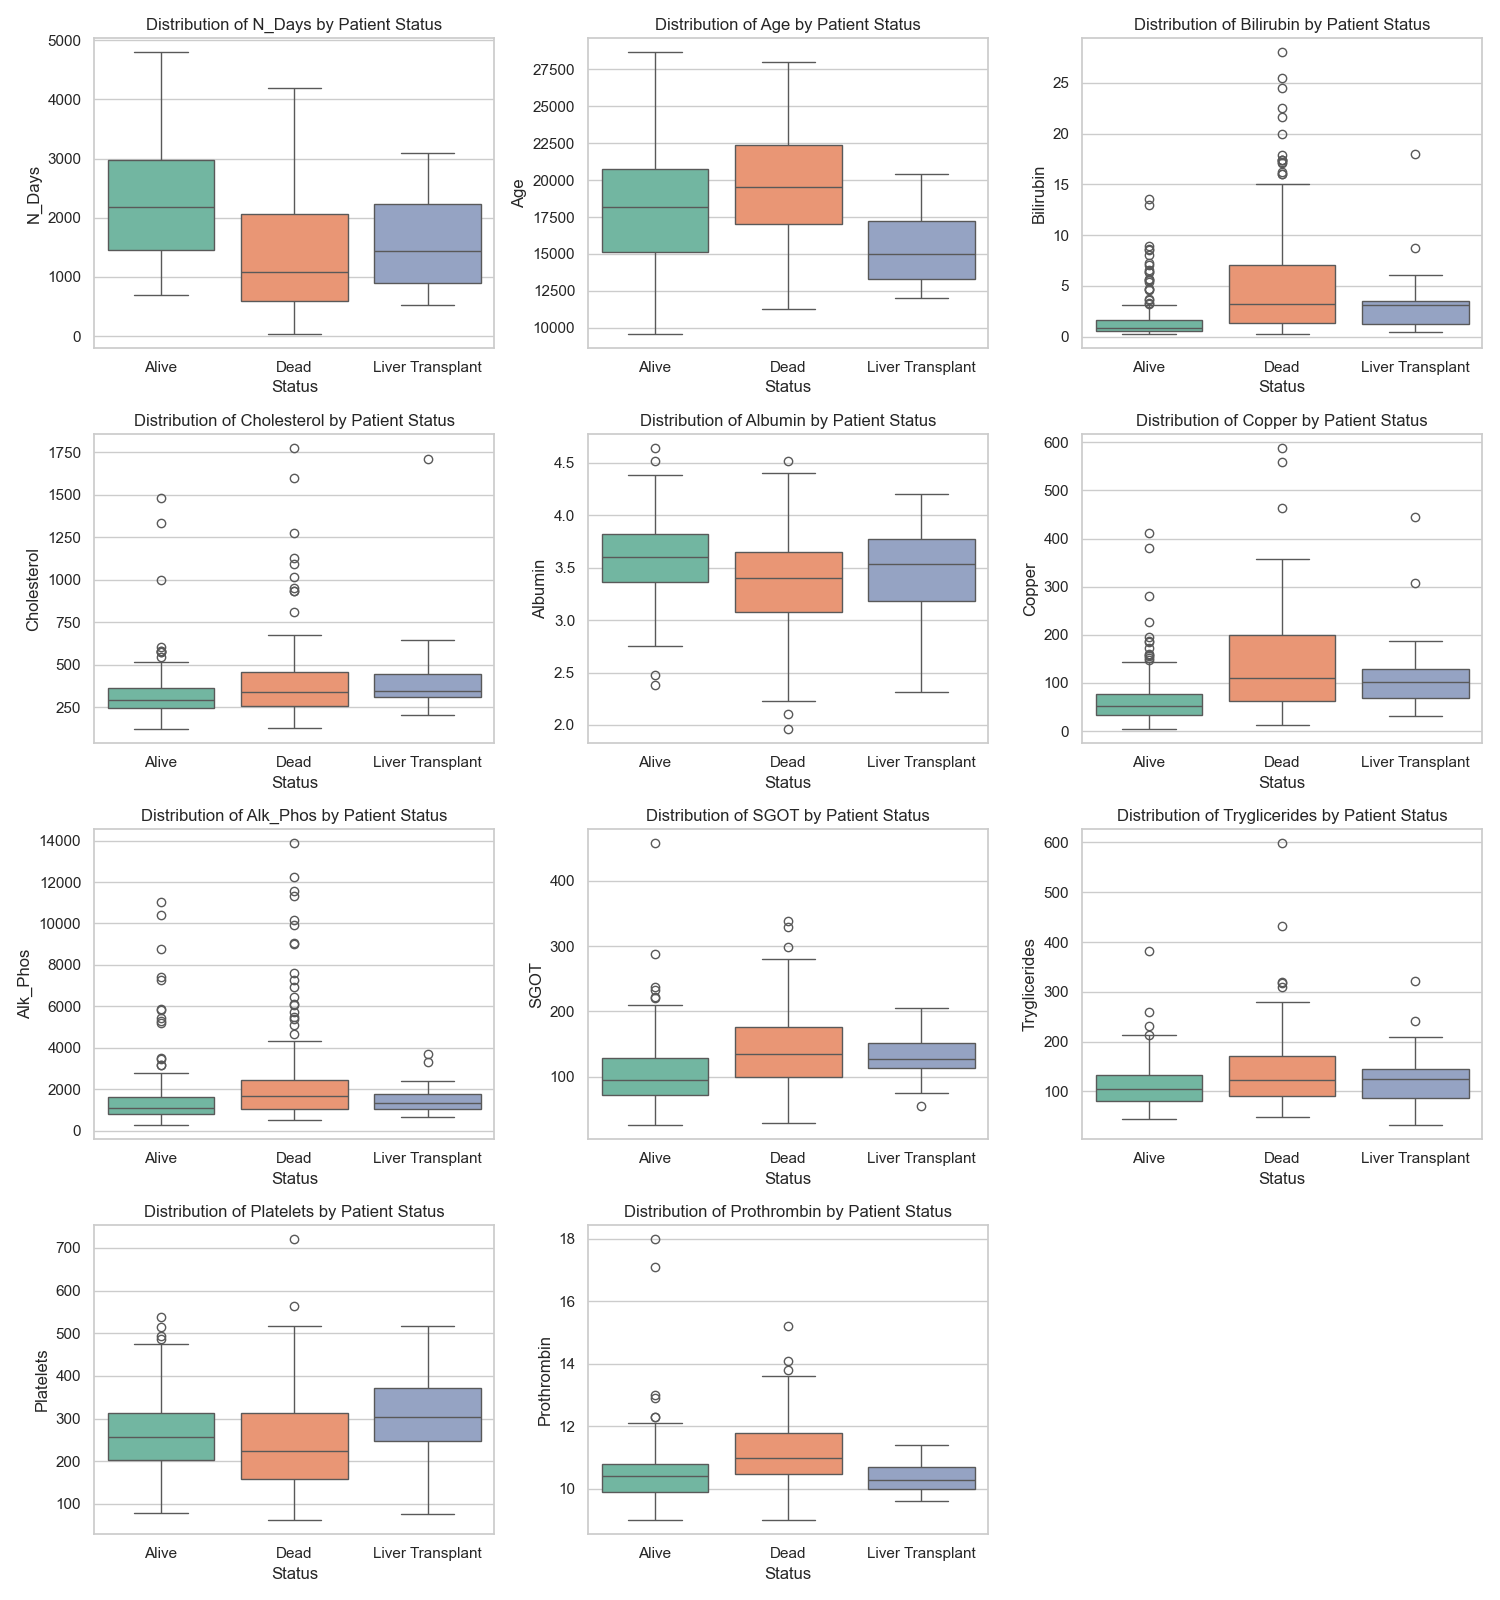 Distribution of N_Days by Patient Status
5000
4000
3000
2000
1000
0
N_Days
Alive
Dead
Liver Transplant
Status
Distribution of Age by Patient Status
27500
25000
22500
20000
17500
15000
12500
10000
Age
Alive
Dead
Liver Transplant
Status
Distribution of Bilirubin by Patient Status
25
20
15
10
5
0
Bilirubin
Alive
Dead
Liver Transplant
Status
Distribution of Cholesterol by Patient Status
1750
1500
1250
1000
750
500
250
Cholesterol
Alive
Dead
Liver Transplant
Status
Distribution of Albumin by Patient Status
4.5
4.0
3.5
3.0
2.5
2.0
Albumin
Alive
Dead
Liver Transplant
Status
Distribution of Copper by Patient Status
600
500
400
300
200
100
0
Copper
Alive
Dead
Liver Transplant
Status
Distribution of Alk_Phos by Patient Status
14000
12000
10000
8000
6000
4000
2000
0
Alk_Phos
Alive
Dead
Liver Transplant
Status
Distribution of SGOT by Patient Status
400
300
200
100
SGOT
Alive
Dead
Liver Transplant
Status
Distribution of Tryglicerides by Patient Status
600
500
400
300
200
100
Tryglicerides
Alive
Dead
Liver Transplant
Status
Distribution of Platelets by Patient Status
700
600
500
400
300
200
100
Platelets
Alive
Dead
Liver Transplant
Status
Distribution of Prothrombin by Patient Status
18
16
14
12
10
Prothrombin
Alive
Dead
Liver Transplant
Status